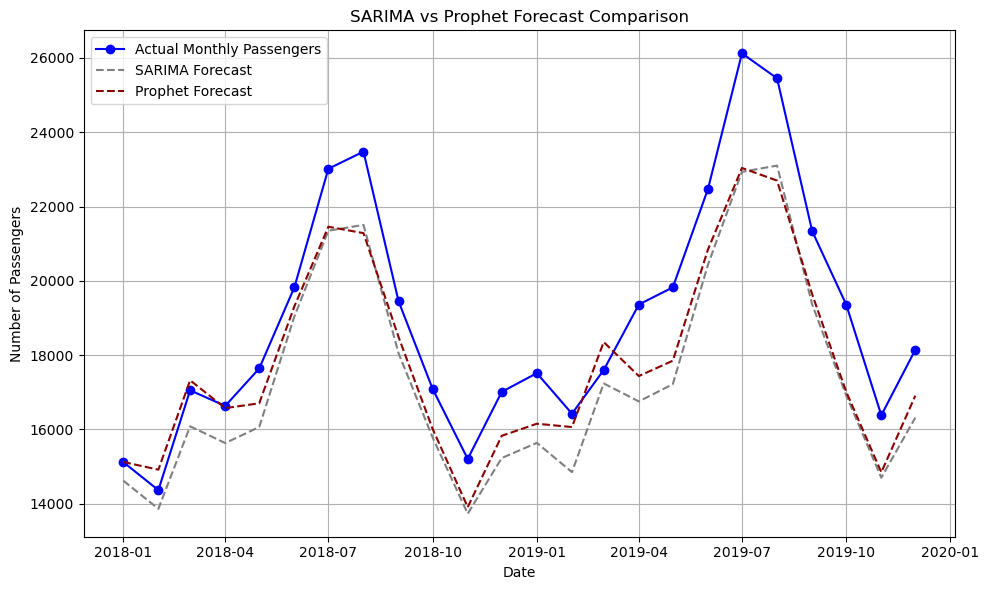 SARIMA vs Prophet Forecast Comparison
Actual Monthly Passengers
SARIMA Forecast
Prophet Forecast
Number of Passengers
26000
24000
22000
20000
18000
16000
14000
2018-01 2018-04 2018-07 2018-10 2019-01 2019-04 2019-07 2019-10 2020-01
Date